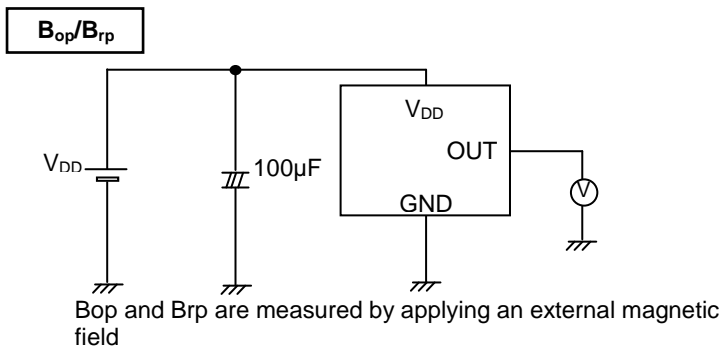 Bop/Brp
VDD
VDD
100µF
OUT
GND
V
Bop and Brp are measured by applying an external magnetic
field